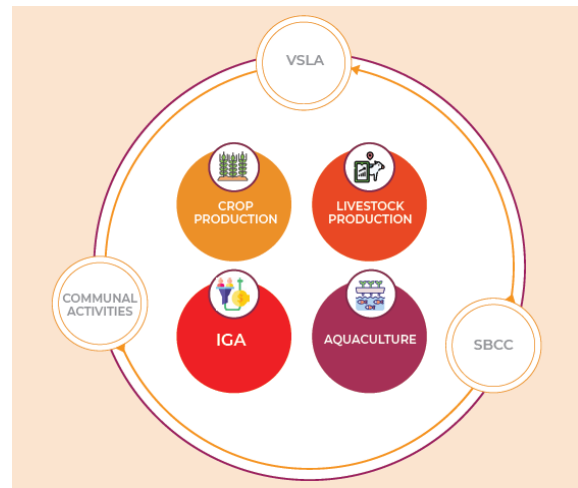 VSLA
CROP
PRODUCTION
LIVESTOCK
PRODUCTION
COMMUNAL
ACTIVITIES
IGA
AQUACULTURE
SBCC